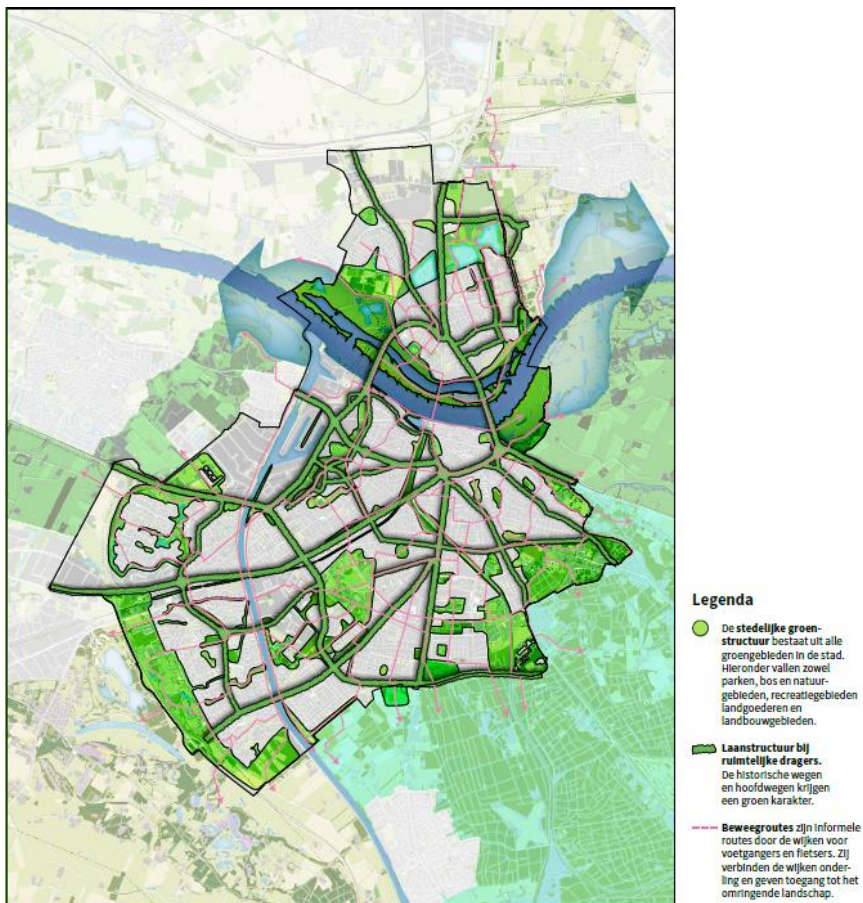 Legenda
De stedelijke groen-
structuur bestaat uit alle
groengebieden in de stad.
Hieronder vallen zowel
parken, bos en natuur-
gebieden, recreatiegebieden
landgoederen en
landbouwgebieden.
Laanstructuur bij
ruimtelijke dragers.
De historische wegen
en hoofdwegen krijgen
een groen karakter.
Beweegroutes zijn informele
routes door de wijken voor
voetgangers en fietsers. Zij
verbinden de wijken onder-
ling en geven toegang tot het
omringende landschap.